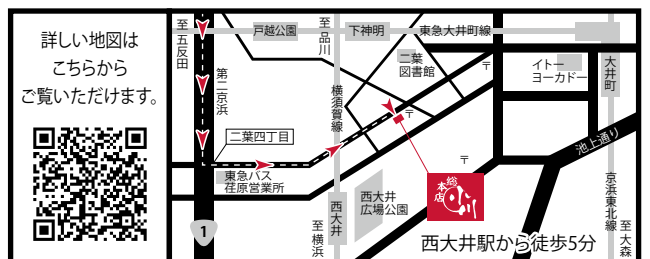 詳しい地図は
こちらから
ご覧いただけます。
至五反田
第二京浜
戸越公園
至品川
下神明
東急大井町線
二葉
図書館
〒
イトー
ヨーカドー
大井町
横須賀線
〒
二葉四丁目
池上通り
東急バス
荏原営業所
〒
西大井
西大井
広場公園
総本店
小川
京浜東北線
1
至横浜
西大井駅から徒歩5分
至大森